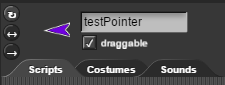 testPointer
draggable
Scripts Costumes Sounds